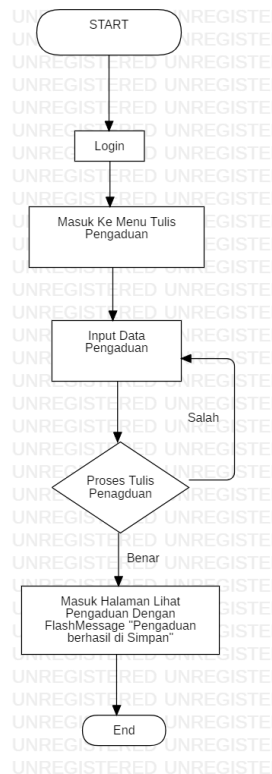 START
Login
Masuk Ke Menu Tulis
Pengaduan
Input Data
Pengaduan
Salah
Proses Tulis
Penagduan
Benar
Masuk Halaman Lihat
Pengaduan Dengan
FlashMessage "Pengaduan
berhasil di Simpan"
End